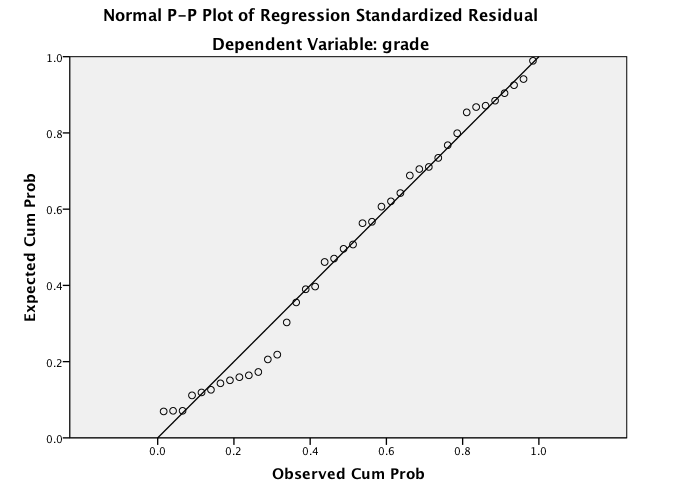 Normal P-P Plot of Regression Standardized Residual
Dependent Variable: grade
1.0
0.8
0.6
0.4
0.2
0.0
Expected Cum Prob
0.0 0.2 0.4 0.6 0.8 1.0
Observed Cum Prob